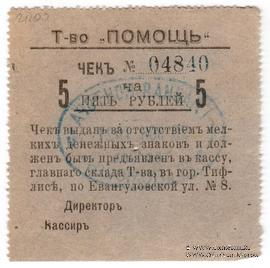 Т-во „ПОМОЩЬ"
ЧЕКЪ № 04840
на
5 ПЯТЬ РУБЛЕЙ 5
Чекъ выданъ за отсутствіемъ мел-
кихъ денежныхъ знаковъ и дол-
женъ быть предъявленъ въ кассу,
главнаго склада Т-ва, въ гор. Тиф-
лисѣ, по Евангуловской ул. № 8.
Директоръ
Кассиръ